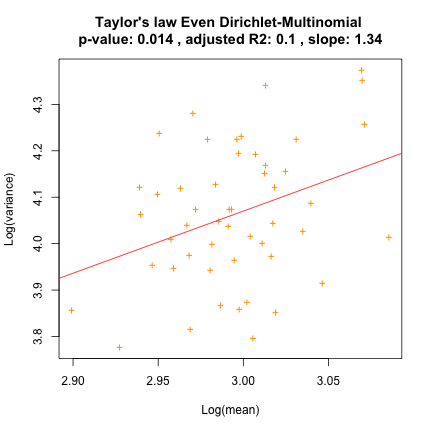 Taylor's law Even Dirichlet-Multinomial
p-value: 0.014 , adjusted R2: 0.1 , slope: 1.34
Log(variance)
4.3
4.2
4.1
4.0
3.9
3.8
2.90
2.95
3.00
3.05
Log(mean)